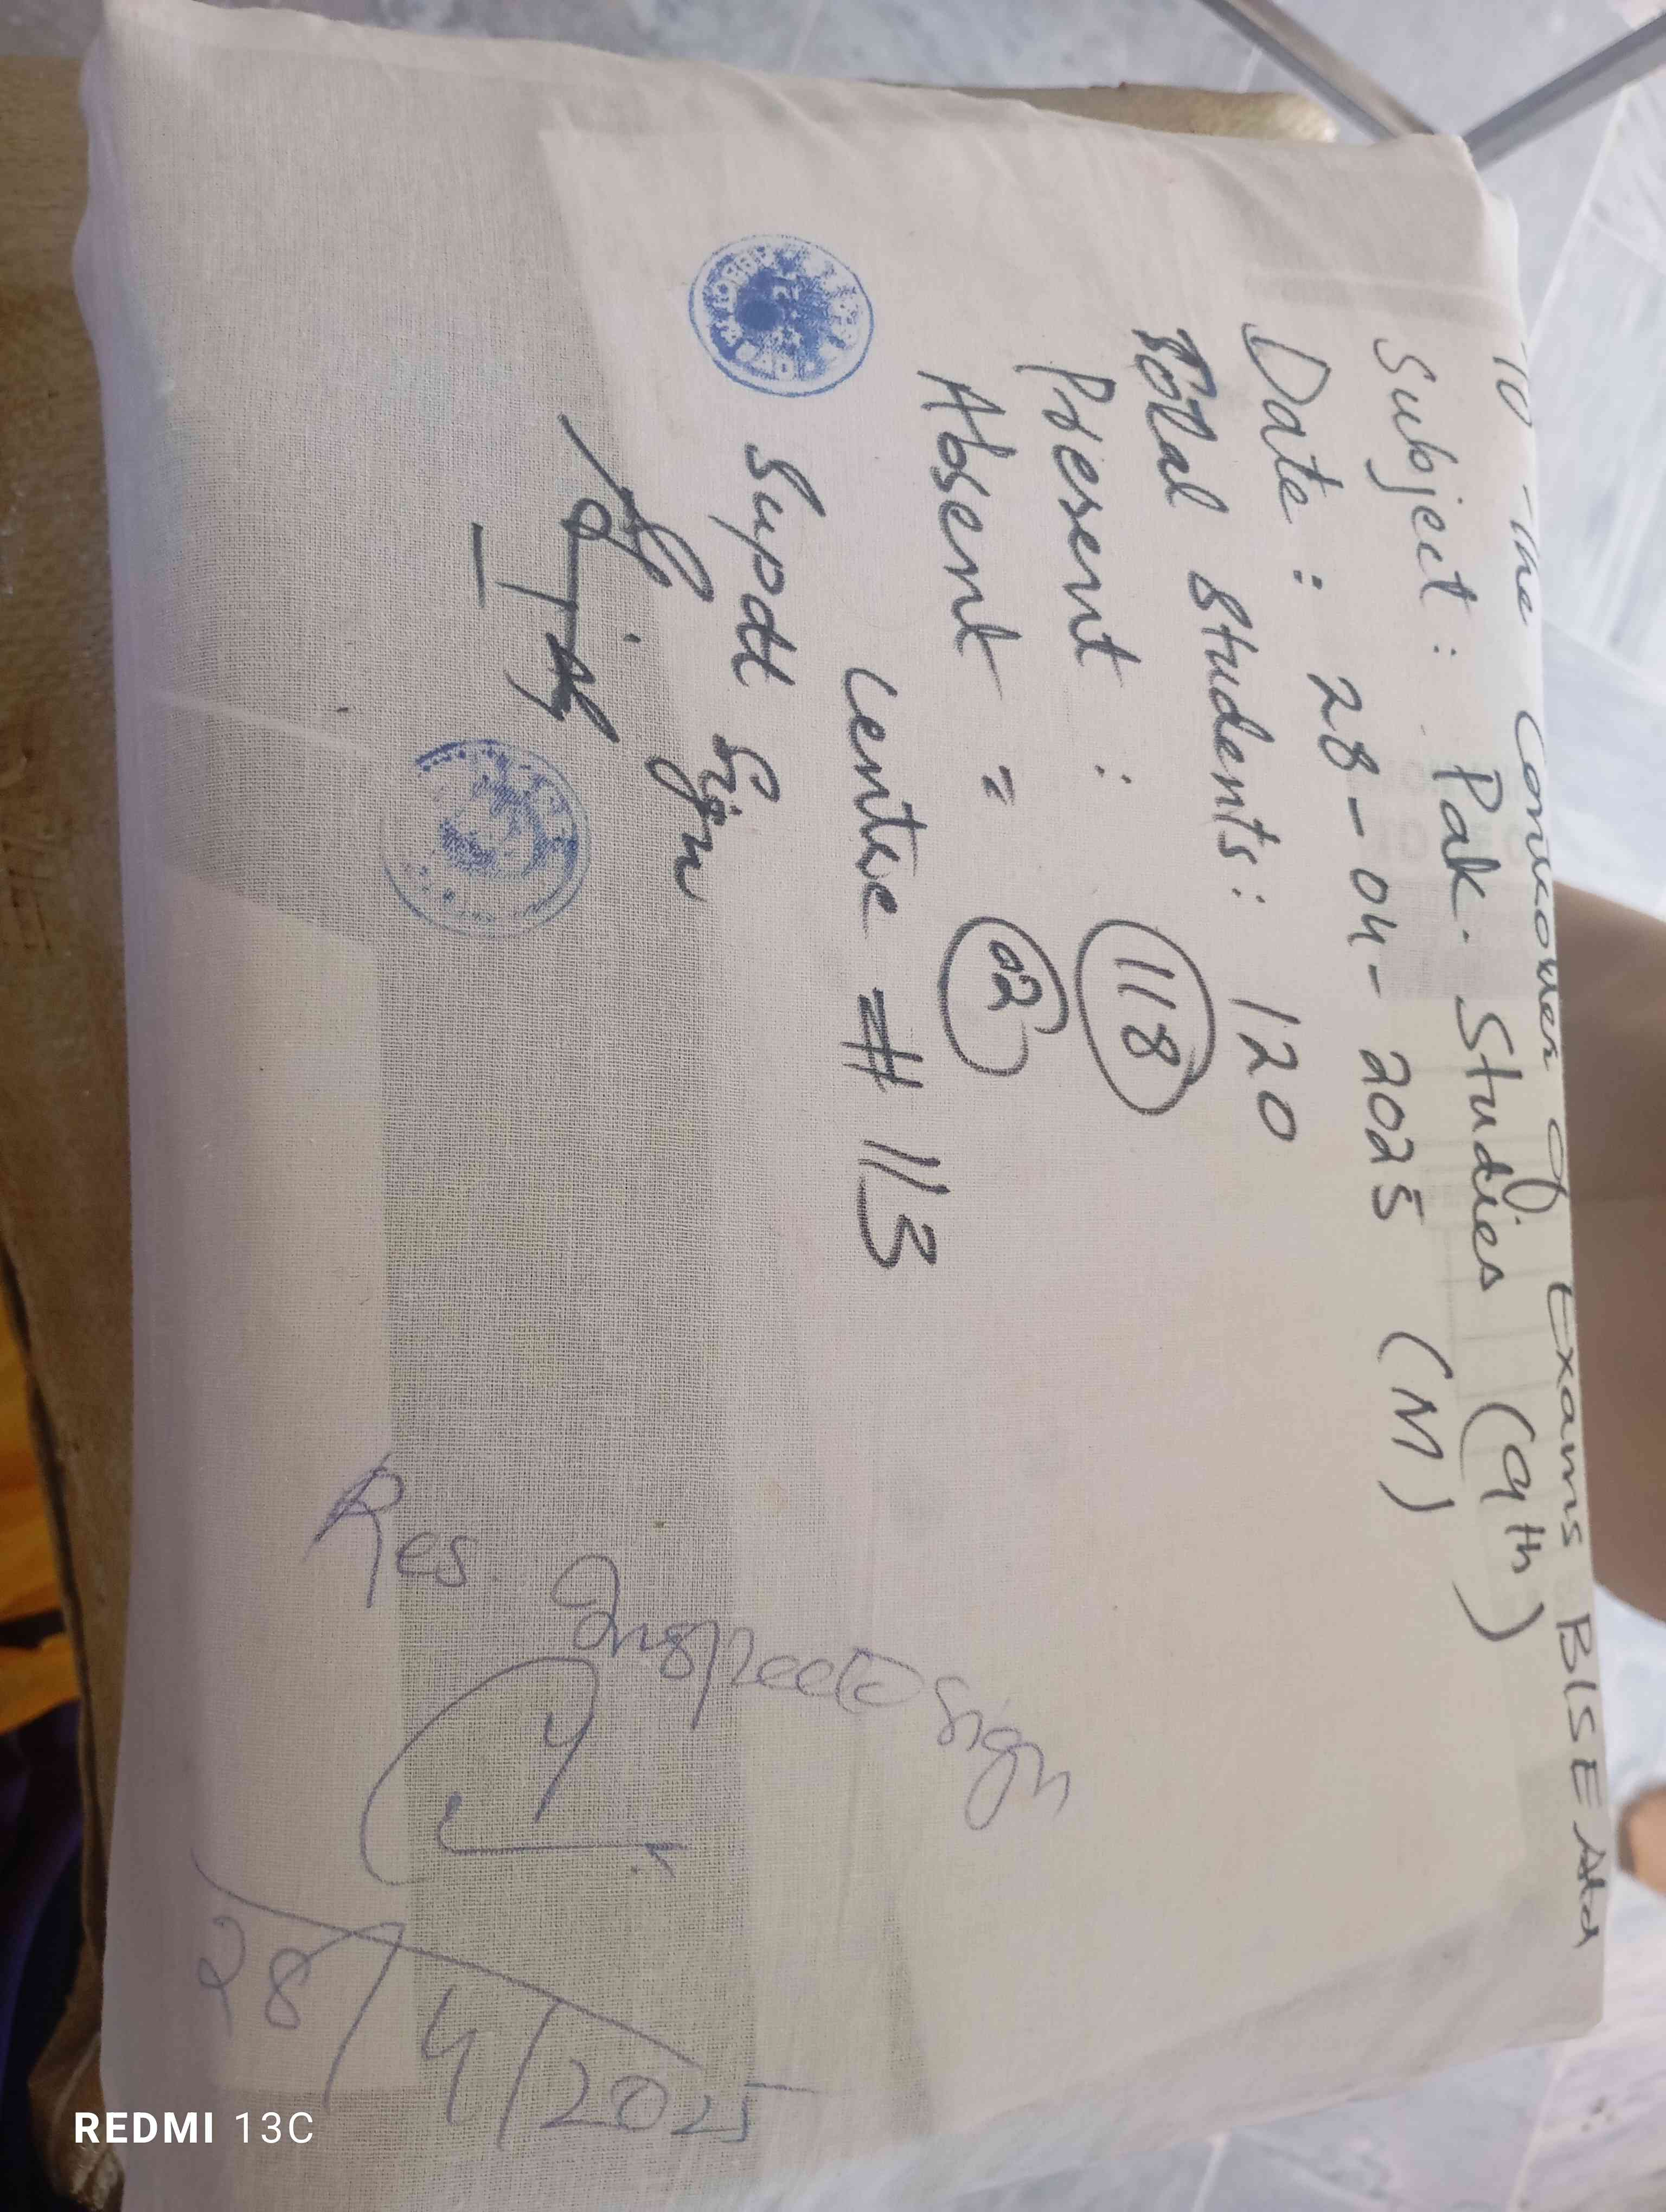 To The Controller of Exams BISE Atd
Subject: Pak. Studies (9th)
Date: 28-04-2025 (M)
Total Students: 120
Present : 118
Absent = 02
Centre # 113
Supdt Sign
Res. Inspector Sign
28/4/2025
REDMI 13C